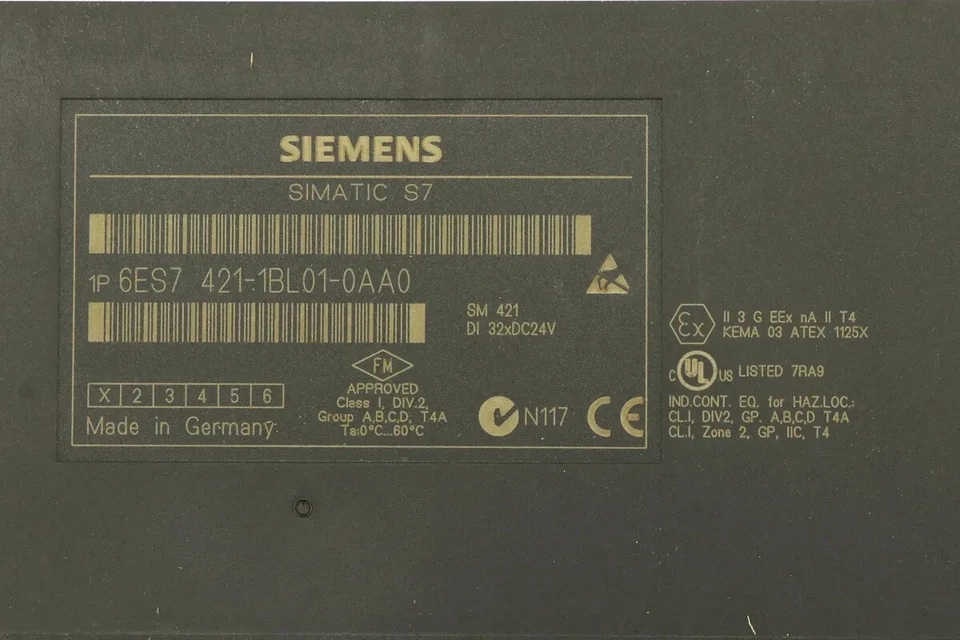 SIEMENS
SIMATIC S7
1P 6ES7 421-1BL01-0AA0
SM 421
DI 32xDC24V
X 2 3 4 5 6
Made in Germany
FM
APPROVED
Class I, DIV.2,
Group A,B,C,D, T4A
Ta:0°C...60°C
N117
CE
Ex
II 3 G EEx nA II T4
KEMA 03 ATEX 1125X
C UL US LISTED 7RA9
IND.CONT. EQ. for HAZ.LOC.:
CL.I, DIV2, GP. A,B,C,D T4A
CL.I, Zone 2, GP, IIC, T4